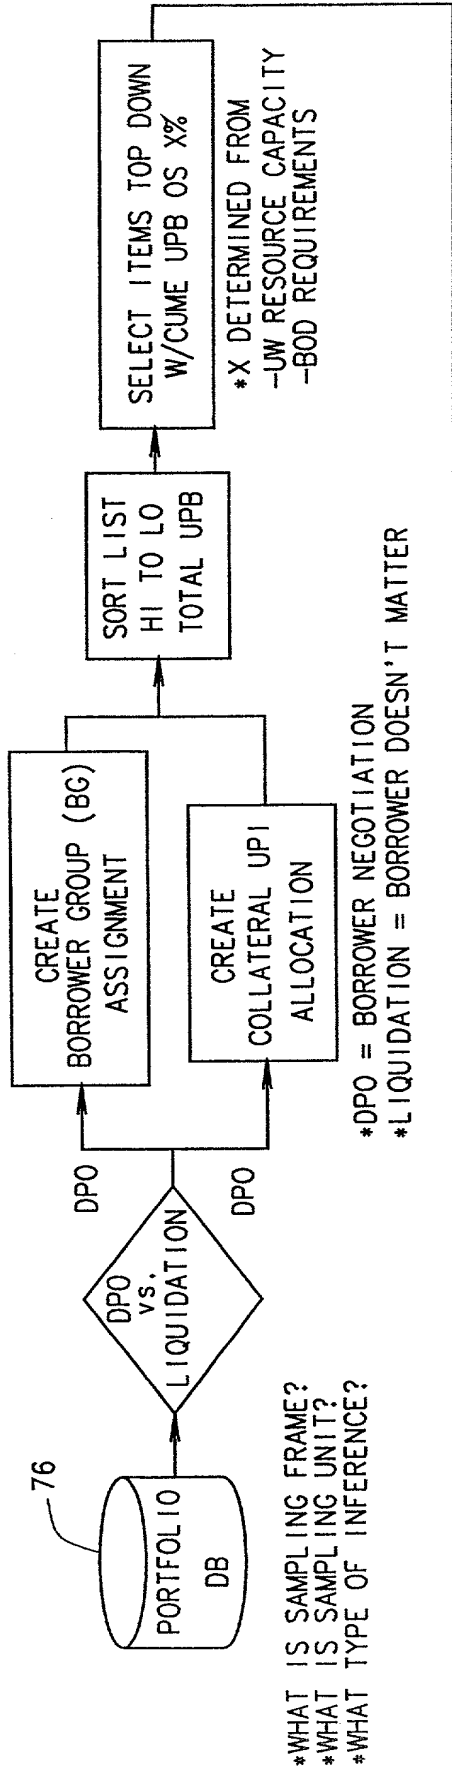 76
PORTFOLIO
DB
*WHAT IS SAMPLING FRAME?
*WHAT IS SAMPLING UNIT?
*WHAT TYPE OF INFERENCE?
DPO
vs.
LIQUIDATION
DPO
DPO
CREATE
BORROWER GROUP (BG)
ASSIGNMENT
CREATE
COLLATERAL UPI
ALLOCATION
*DPO = BORROWER NEGOTIATION
*LIQUIDATION = BORROWER DOESN'T MATTER
SORT LIST
HI TO LO
TOTAL UPB
SELECT ITEMS TOP DOWN
W/CUME UPB OS X%
*X DETERMINED FROM
-UW RESOURCE CAPACITY
-BOD REQUIREMENTS